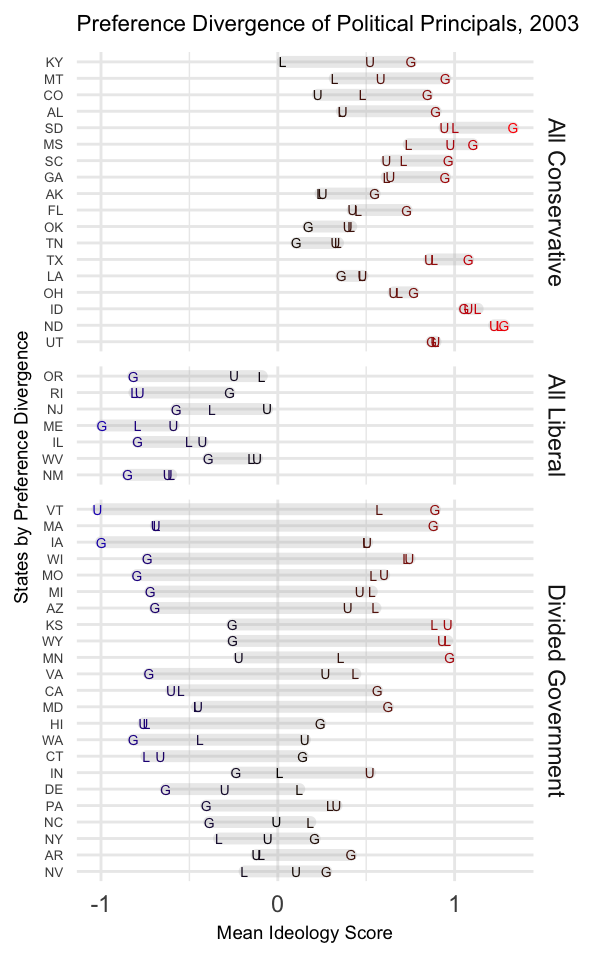 Preference Divergence of Political Principals, 2003
States by Preference Divergence
All Conservative
KY L U G
MT L U G
CO U L G
AL U G
SD U L G
MS L U G
SC U L G
GA L U G
AK U G
FL U L G
OK G U L
TN G U L
TX U L G
LA G U
OH U L G
ID G U L
ND U L G
UT G U
All Liberal
OR G U L
RI L U G
NJ G L U
ME G L U
IL G L U
WV G L U
NM G U L
Divided Government
VT U L G
MA U G
IA G U
WI G L U
MO G L U
MI G U L
AZ G U L
KS G L U
WY G U L
MN U L G
VA G U L
CA U L G
MD U G
HI U L G
WA G L U
CT L U G
IN G L U
DE G U L
PA G L U
NC G U L
NY L U G
AR U L G
NV L U G
-1 0 1
Mean Ideology Score